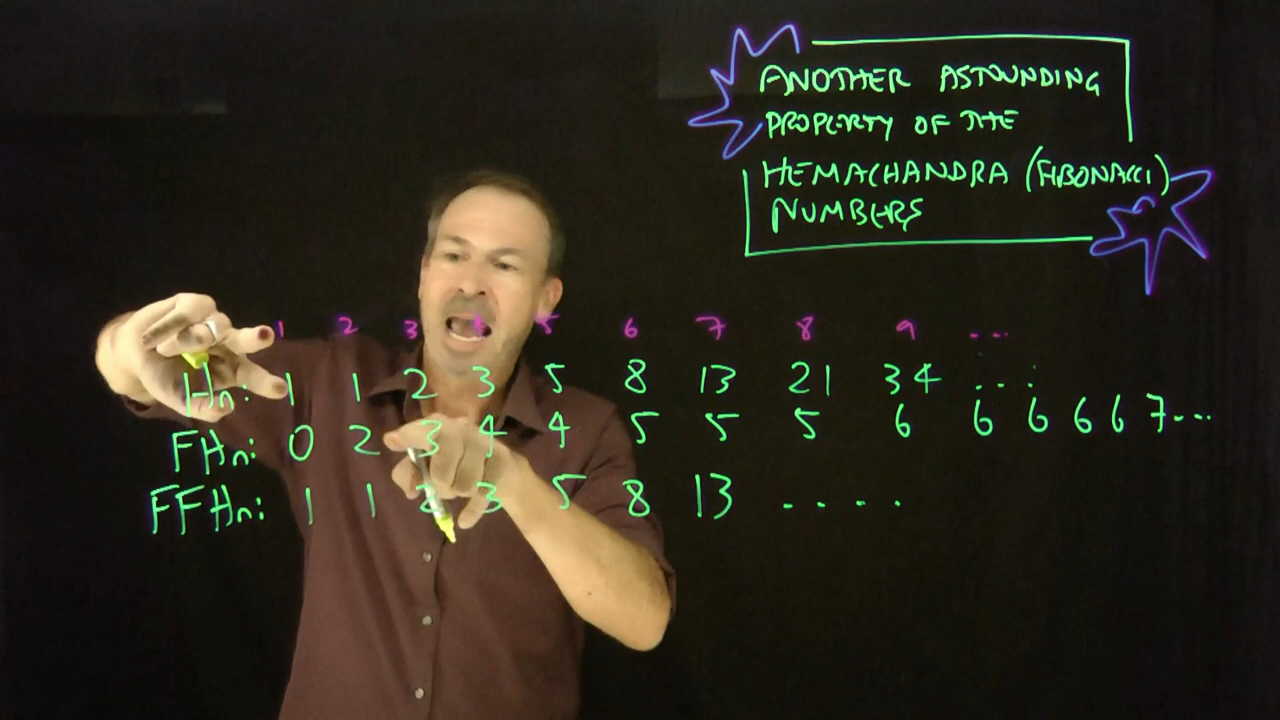 ANOTHER ASTOUNDING
PROPERTY OF THE
HEMACHANDRA (FIBONACCI)
NUMBERS
1 2 3 4 5 6 7 8 9 ...
Hn: 1 1 2 3 5 8 13 21 34 ...
FHn: 0 2 3 4 4 5 5 5 6 6 6 6 6 7...
FFHn: 1 1 2 3 5 8 13 ....